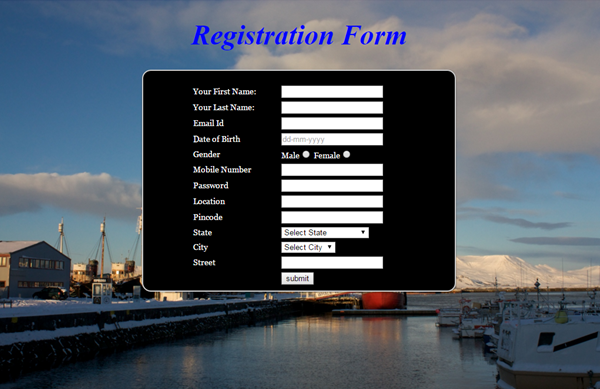 Registration Form
Your First Name:
Your Last Name:
Email Id
Date of Birth dd-mm-yyyy
Gender Male Female
Mobile Number
Password
Location
Pincode
State Select State
City Select City
Street
submit